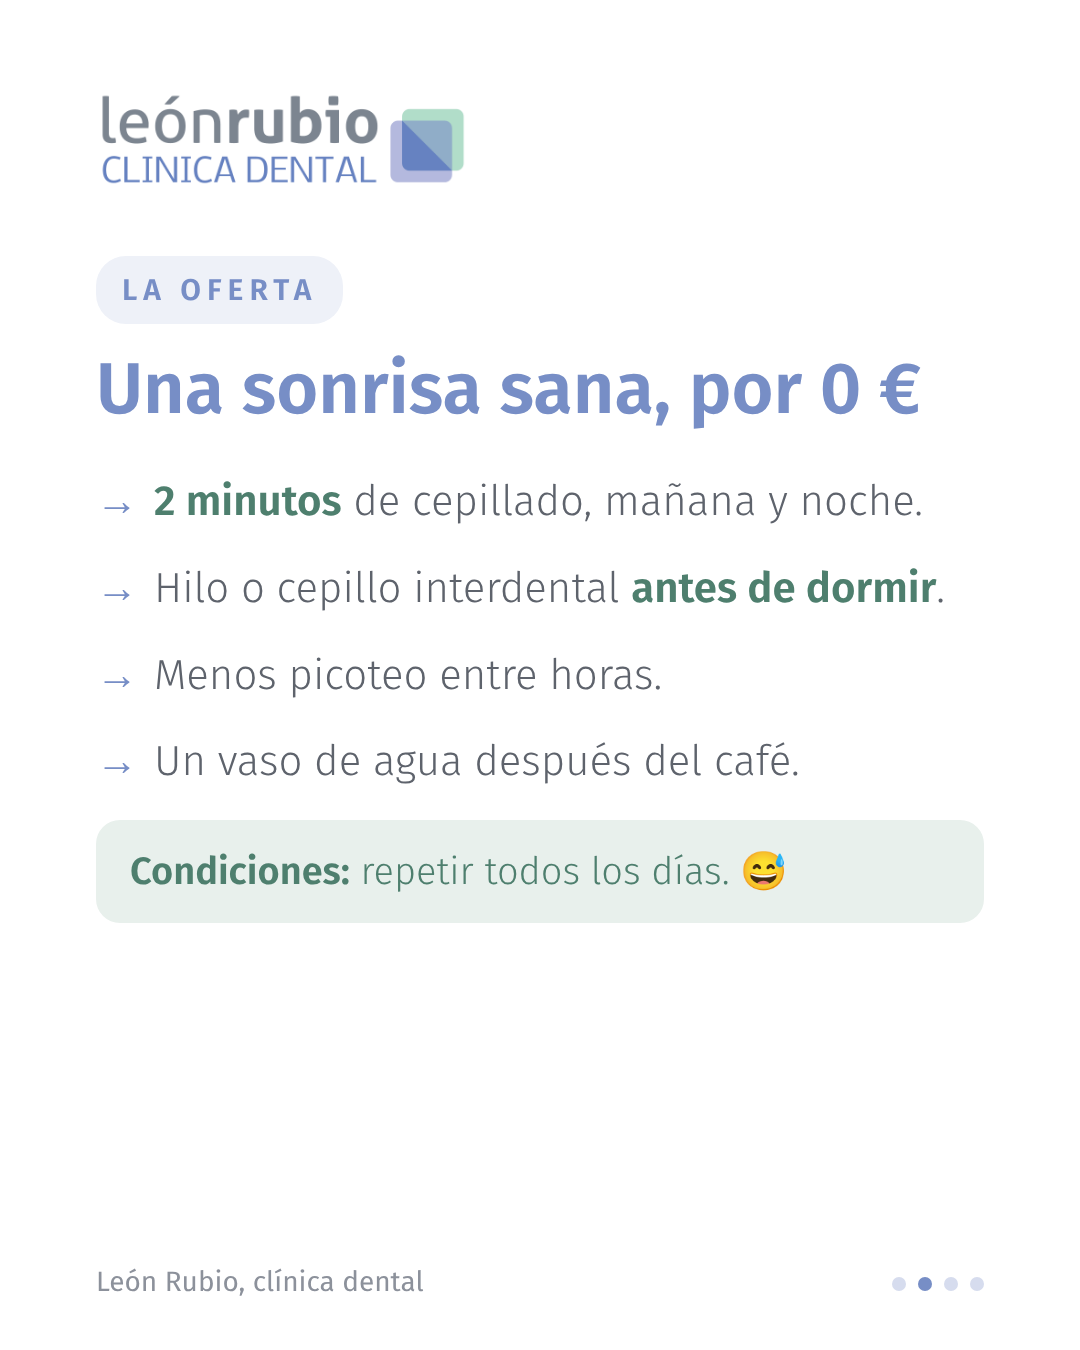 leónrubio
CLINICA DENTAL
LA OFERTA
Una sonrisa sana, por 0 €
→ 2 minutos de cepillado, mañana y noche.
→ Hilo o cepillo interdental antes de dormir.
→ Menos picoteo entre horas.
→ Un vaso de agua después del café.
Condiciones: repetir todos los días. 😅
León Rubio, clínica dental